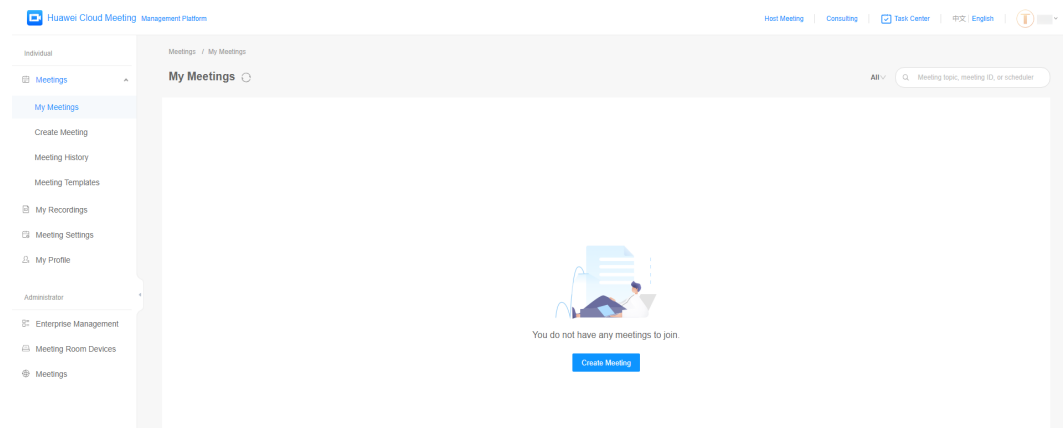 Huawei Cloud Meeting Management Platform
Host Meeting Consulting Task Center 中文 English
Individual
Meetings
My Meetings
Create Meeting
Meeting History
Meeting Templates
My Recordings
Meeting Settings
My Profile
Administrator
Enterprise Management
Meeting Room Devices
Meetings
Meetings / My Meetings
My Meetings
All
Meeting topic, meeting ID, or scheduler
You do not have any meetings to join.
Create Meeting